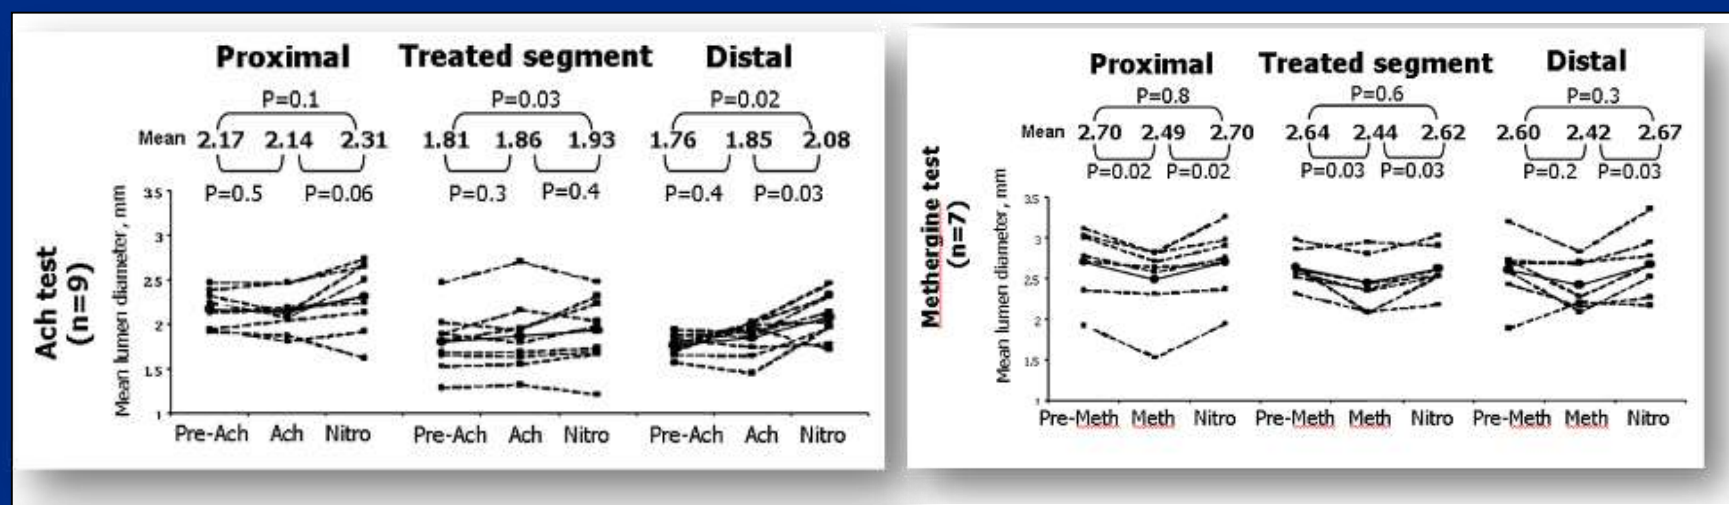 Proximal Treated segment Distal
P=0.1 P=0.03 P=0.02
Mean 2.17 2.14 2.31 1.81 1.86 1.93 1.76 1.85 2.08
P=0.5 P=0.06 P=0.3 P=0.4 P=0.4 P=0.03
Ach test
(n=9)
Mean lumen diameter, mm
3.5
3
2.5
2
1.5
1
Pre-Ach Ach Nitro Pre-Ach Ach Nitro Pre-Ach Ach Nitro
Proximal Treated segment Distal
P=0.8 P=0.6 P=0.3
Mean 2.70 2.49 2.70 2.64 2.44 2.62 2.60 2.42 2.67
P=0.02 P=0.02 P=0.03 P=0.03 P=0.2 P=0.03
Methergine test
(n=7)
Mean lumen diameter, mm
3.5
3
2.5
2
1.5
1
Pre-Meth Meth Nitro Pre-Meth Meth Nitro Pre-Meth Meth Nitro